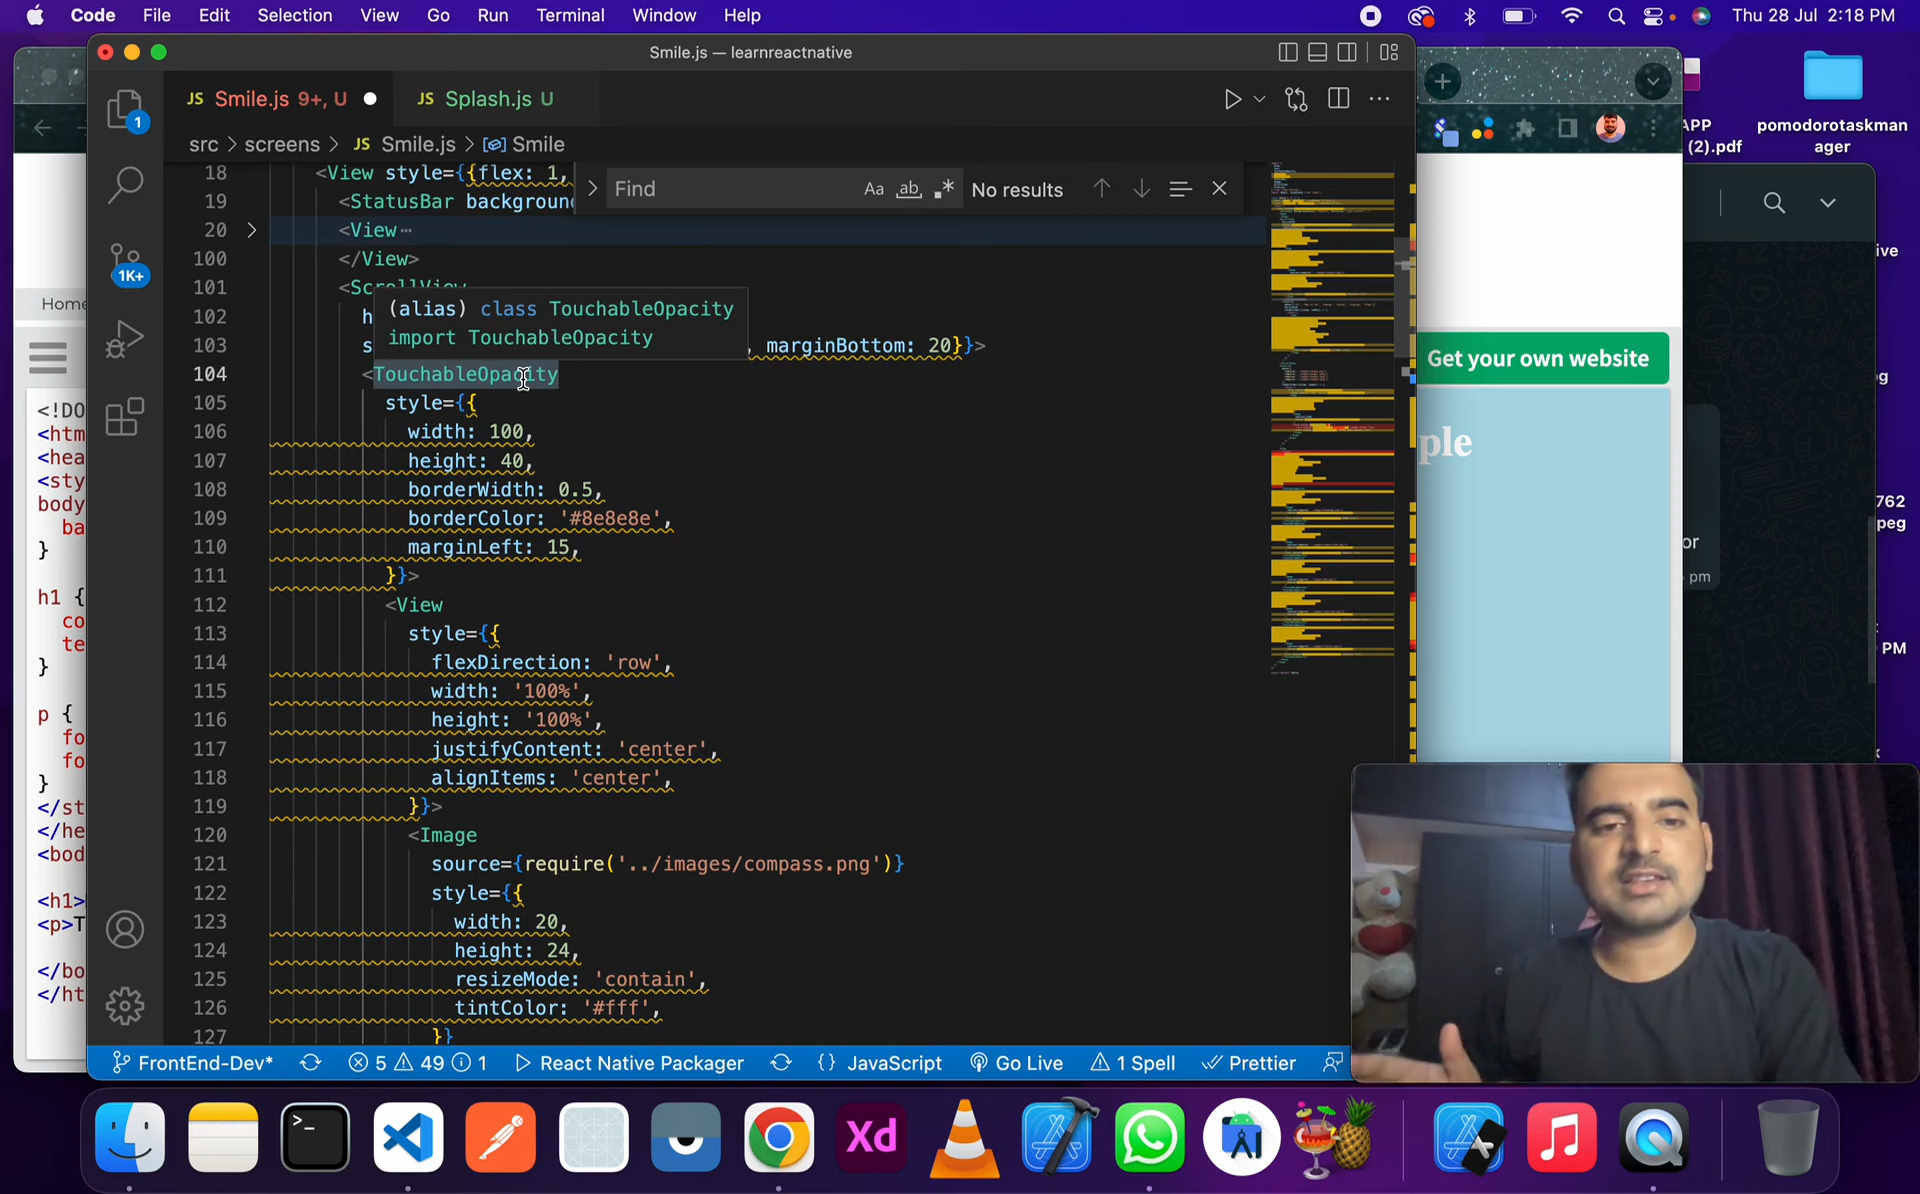 Code File Edit Selection View Go Run Terminal Window Help
Thu 28 Jul 2:18 PM
Smile.js — learnreactnative
JS Smile.js 9+, U
JS Splash.js U
src > screens > JS Smile.js > Smile
Find
Aa ab .* No results
18 <View style={{flex: 1,
19 <StatusBar background
20 <View…
100 </View>
101 <ScrollView
102 h
103 s , marginBottom: 20}}>
(alias) class TouchableOpacity
import TouchableOpacity
104 <TouchableOpacity
105 style={{
106 width: 100,
107 height: 40,
108 borderWidth: 0.5,
109 borderColor: '#8e8e8e',
110 marginLeft: 15,
111 }}>
112 <View
113 style={{
114 flexDirection: 'row',
115 width: '100%',
116 height: '100%',
117 justifyContent: 'center',
118 alignItems: 'center',
119 }}>
120 <Image
121 source={require('../images/compass.png')}
122 style={{
123 width: 20,
124 height: 24,
125 resizeMode: 'contain',
126 tintColor: '#fff',
127 }}
1
1K+
FrontEnd-Dev* 5 49 1 React Native Packager {} JavaScript Go Live 1 Spell Prettier
Home
<!DO
<htm
<hea
<sty
body
ba
}
h1 {
co
te
}
p {
fo
fo
}
</st
</he
<bod
<h1>
<p>T
</bo
</ht
Get your own website
ple
APP
(2).pdf
pomodorotaskman
ager
ive
og
762
peg
or
pm
PM
Xd